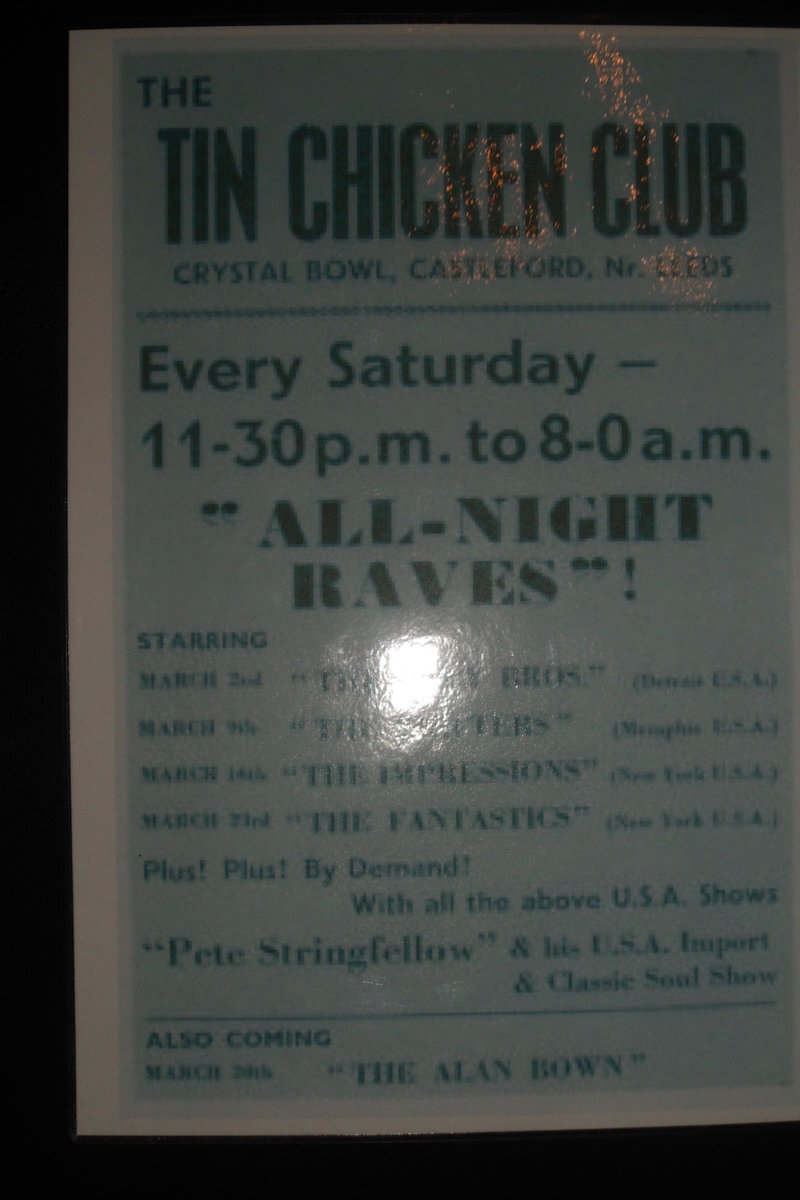 THE
TIN CHICKEN CLUB
CRYSTAL BOWL, CASTLEFORD, Nr. LEEDS
Every Saturday —
11-30 p.m. to 8-0 a.m.
“ALL-NIGHT
RAVES”!
STARRING
MARCH 2nd BROS.” (Detroit U.S.A.)
MARCH 9th (Memphis U.S.A.)
MARCH 16th “THE IMPRESSIONS” (New York U.S.A.)
MARCH 23rd “THE FANTASTICS” (New York U.S.A.)
Plus! Plus! By Demand!
With all the above U.S.A. Shows
“Pete Stringfellow” & his U.S.A. Import
& Classic Soul Show
ALSO COMING
MARCH “THE ALAN BOWN”